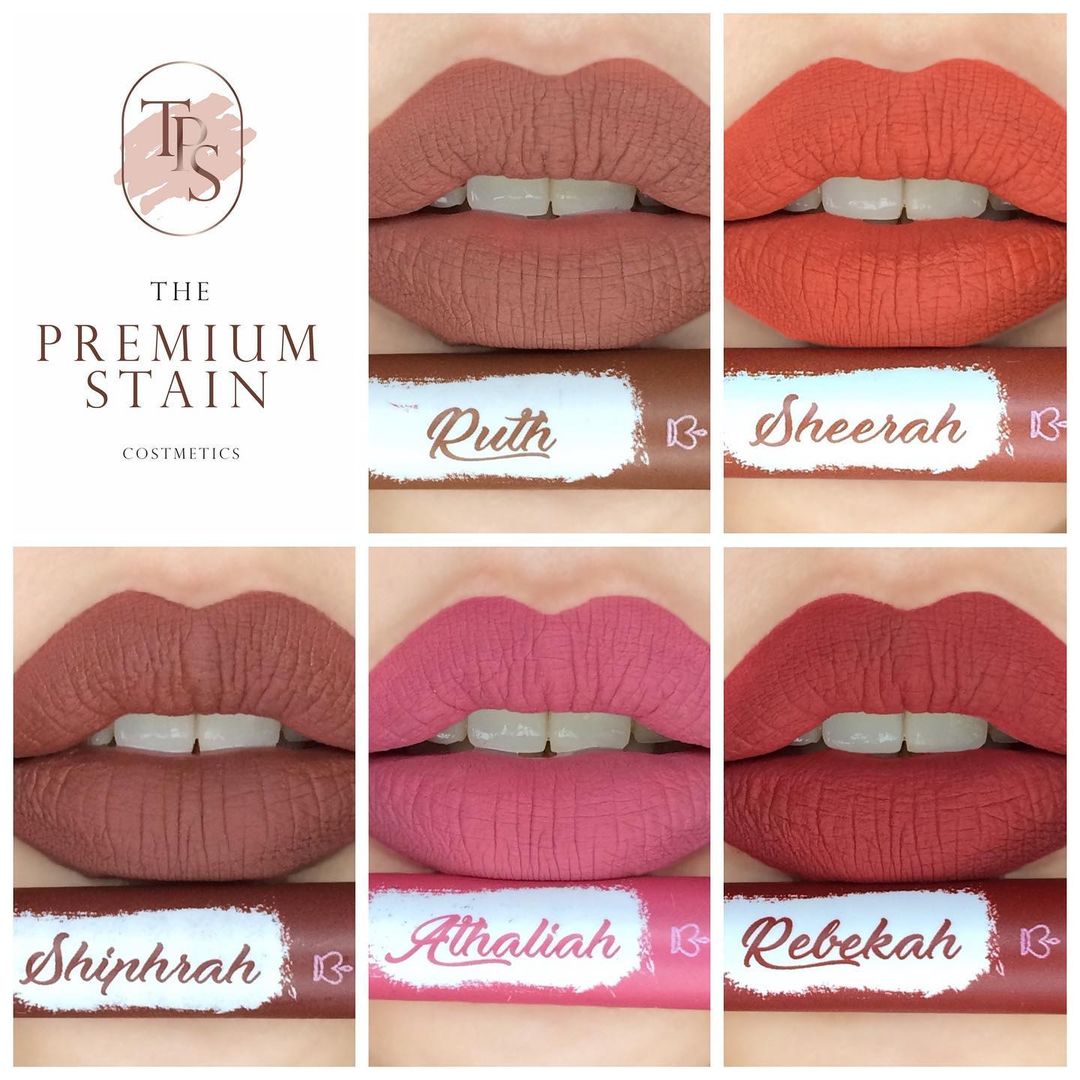 TPS
THE
PREMIUM
STAIN
COSTMETICS
Ruth
Sheerah
Shiphrah
Athaliah
Rebekah